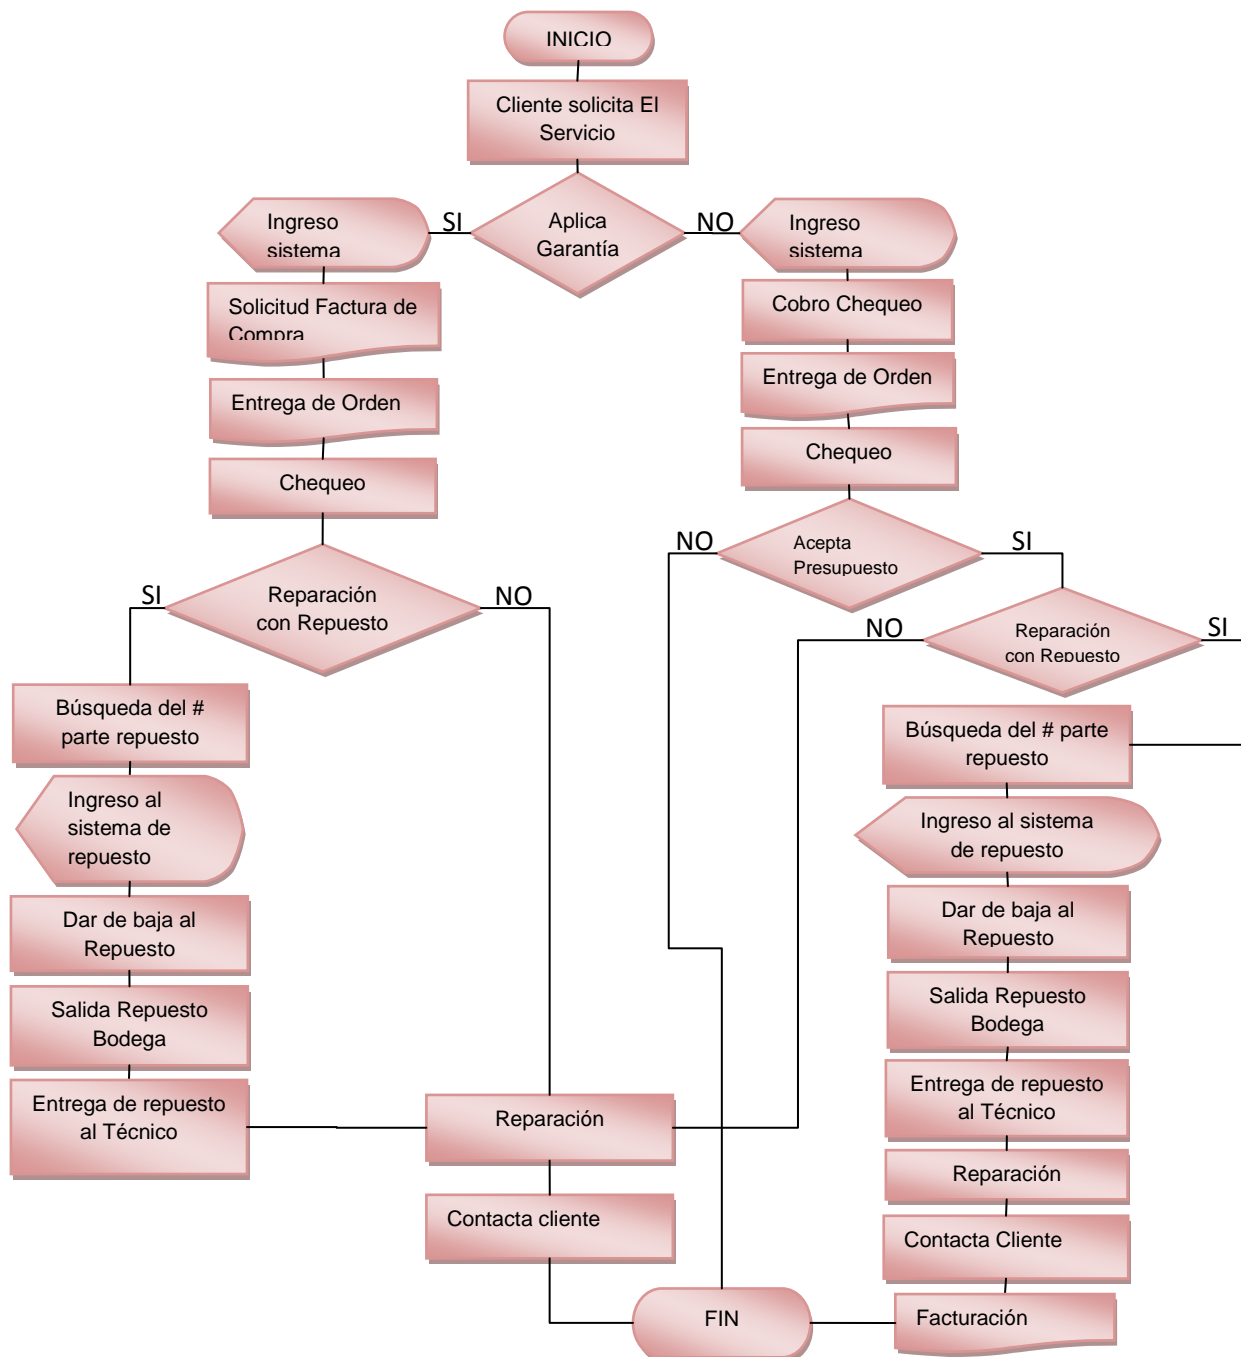 INICIO
Cliente solicita El
Servicio
Aplica
Garantía
SI
NO
Ingreso
sistema
Solicitud Factura de
Compra
Entrega de Orden
Chequeo
Reparación
con Repuesto
SI
NO
Búsqueda del #
parte repuesto
Ingreso al
sistema de
repuesto
Dar de baja al
Repuesto
Salida Repuesto
Bodega
Entrega de repuesto
al Técnico
Reparación
Contacta cliente
Ingreso
sistema
Cobro Chequeo
Entrega de Orden
Chequeo
Acepta
Presupuesto
NO
SI
Reparación
con Repuesto
NO
SI
Búsqueda del # parte
repuesto
Ingreso al sistema
de repuesto
Dar de baja al
Repuesto
Salida Repuesto
Bodega
Entrega de repuesto
al Técnico
Reparación
Contacta Cliente
Facturación
FIN